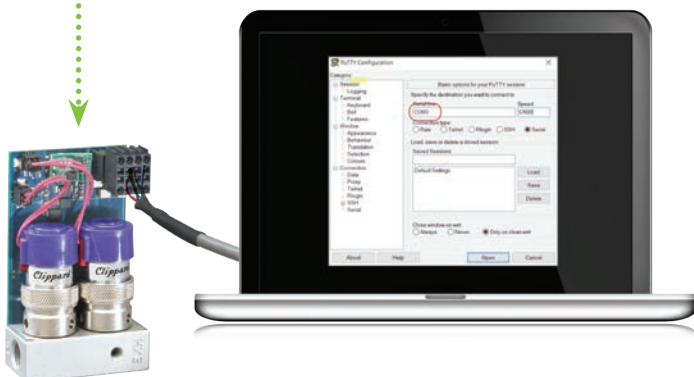 PuTTY Configuration
Category:
Session
Logging
Terminal
Keyboard
Bell
Features
Window
Appearance
Behaviour
Translation
Selection
Colours
Connection
Data
Proxy
Telnet
Rlogin
SSH
Serial
Basic options for your PuTTY session
Specify the destination you want to connect to
Serial line
Speed
Connection type:
Raw Telnet Rlogin SSH Serial
Load, save or delete a stored session
Saved Sessions
Default Settings
Load
Save
Delete
Close window on exit:
Always Never Only on clean exit
About Help Open Cancel
Clippard
Clippard